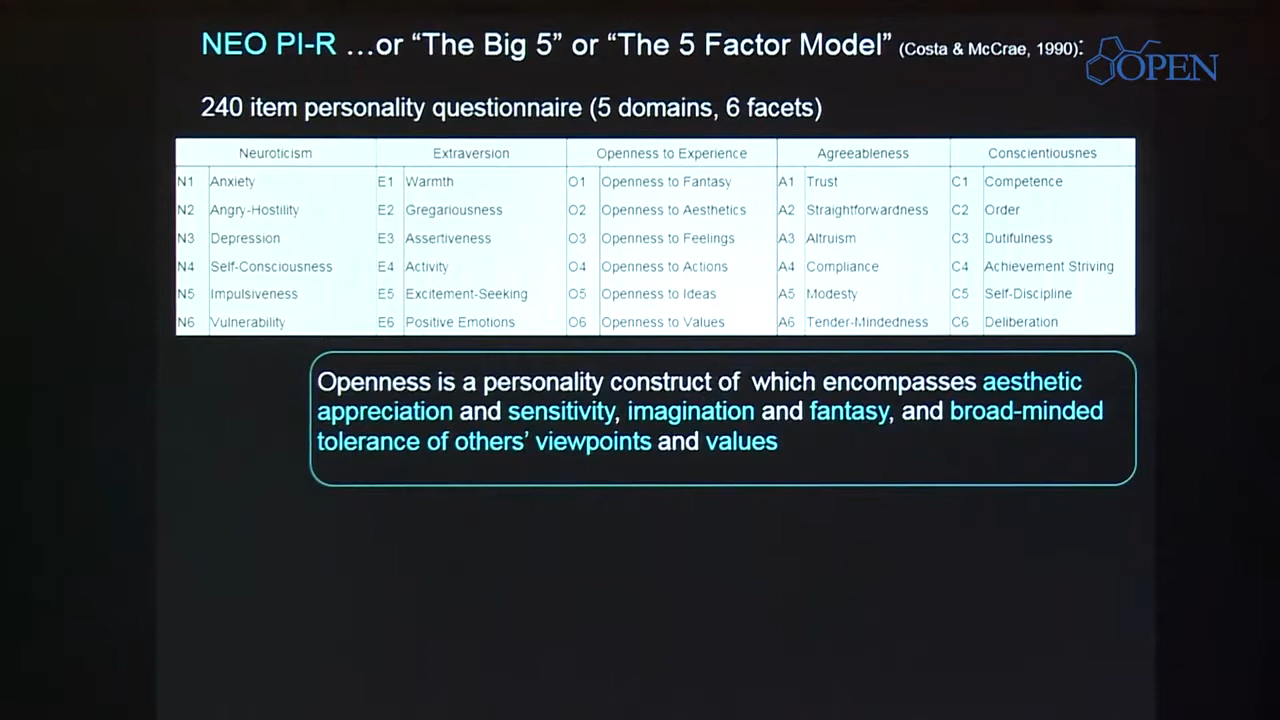 NEO PI-R …or “The Big 5” or “The 5 Factor Model” (Costa & McCrae, 1990):
OPEN
240 item personality questionnaire (5 domains, 6 facets)
Neuroticism Extraversion Openness to Experience Agreeableness Conscientiousnes
N1 Anxiety E1 Warmth O1 Openness to Fantasy A1 Trust C1 Competence
N2 Angry-Hostility E2 Gregariousness O2 Openness to Aesthetics A2 Straightforwardness C2 Order
N3 Depression E3 Assertiveness O3 Openness to Feelings A3 Altruism C3 Dutifulness
N4 Self-Consciousness E4 Activity O4 Openness to Actions A4 Compliance C4 Achievement Striving
N5 Impulsiveness E5 Excitement-Seeking O5 Openness to Ideas A5 Modesty C5 Self-Discipline
N6 Vulnerability E6 Positive Emotions O6 Openness to Values A6 Tender-Mindedness C6 Deliberation
Openness is a personality construct of which encompasses aesthetic
appreciation and sensitivity, imagination and fantasy, and broad-minded
tolerance of others’ viewpoints and values